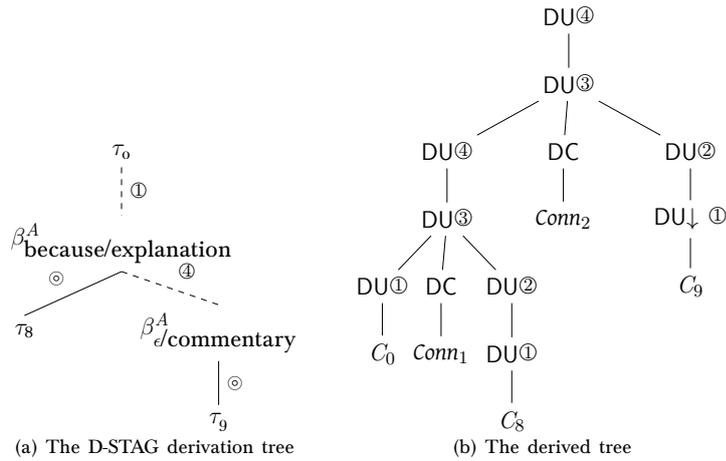 τ₀
①
β^A because/explanation
◎ ④
τ₈
β^A ϵ/commentary
◎
τ₉
(a) The D-STAG derivation tree
DU④
DU③
DU④ DC DU②
DU③ Conn₂ DU↓ ①
DU① DC DU② C₉
C₀ Conn₁ DU①
C₈
(b) The derived tree